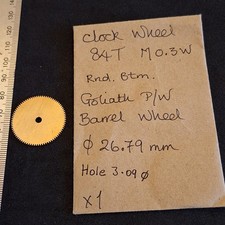 Clock Wheel
84T M0.3W
Rnd. Btm.
Goliath P/W
Barrel Wheel
φ 26.79 mm
Hole 3.09 φ
x1